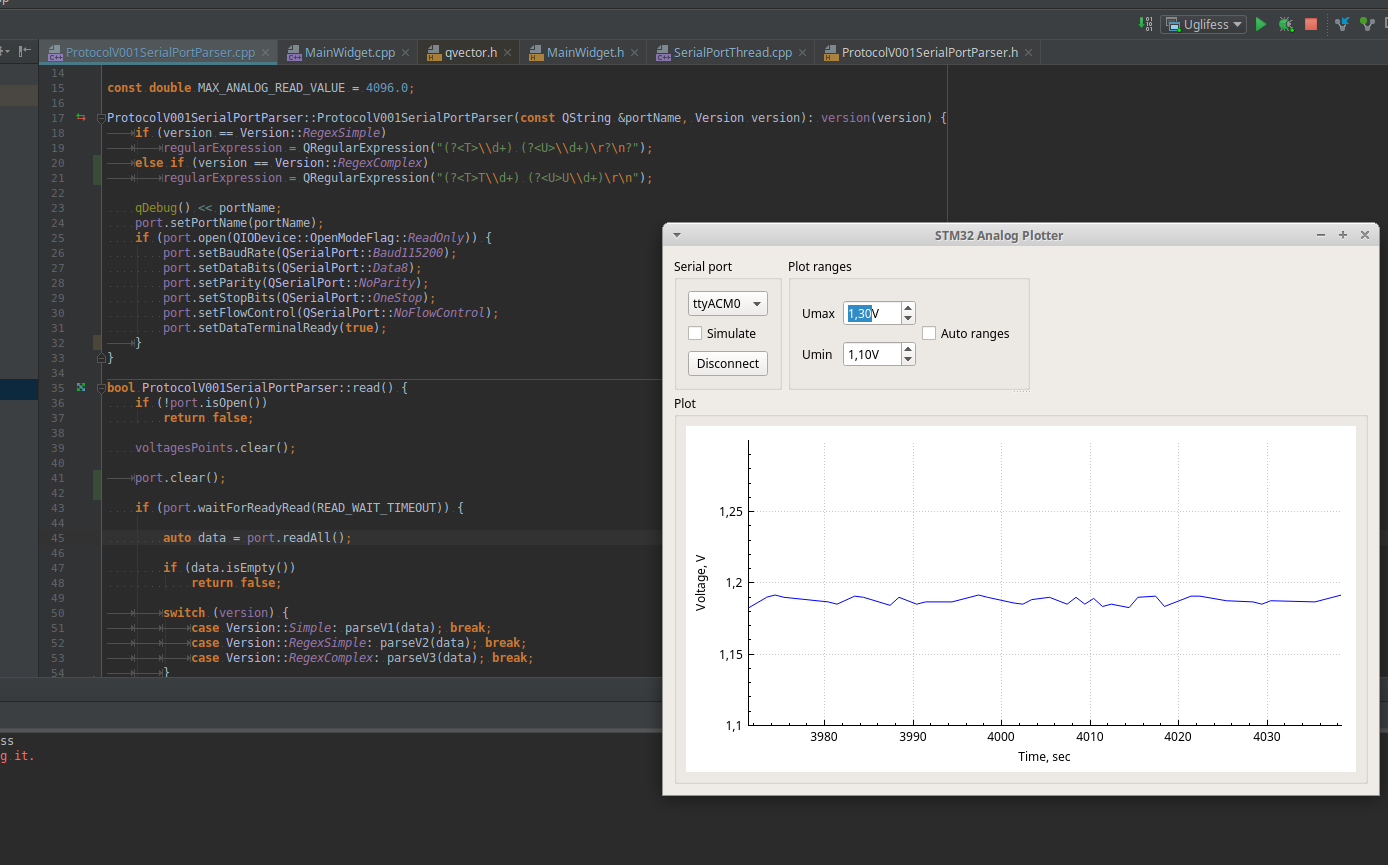 Uglifess
ProtocolV001SerialPortParser.cpp MainWidget.cpp qvector.h MainWidget.h SerialPortThread.cpp ProtocolV001SerialPortParser.h
14
15 const double MAX_ANALOG_READ_VALUE = 4096.0;
16
17 ProtocolV001SerialPortParser::ProtocolV001SerialPortParser(const QString &portName, Version version): version(version) {
18 if (version == Version::RegexSimple)
19 regularExpression = QRegularExpression("(?<T>\\d+) (?<U>\\d+)\r?\n?");
20 else if (version == Version::RegexComplex)
21 regularExpression = QRegularExpression("(?<T>T\\d+) (?<U>U\\d+)\r\n");
22
23 qDebug() << portName;
24 port.setPortName(portName);
25 if (port.open(QIODevice::OpenModeFlag::ReadOnly)) {
26 port.setBaudRate(QSerialPort::Baud115200);
27 port.setDataBits(QSerialPort::Data8);
28 port.setParity(QSerialPort::NoParity);
29 port.setStopBits(QSerialPort::OneStop);
30 port.setFlowControl(QSerialPort::NoFlowControl);
31 port.setDataTerminalReady(true);
32 }
33 }
34
35 bool ProtocolV001SerialPortParser::read() {
36 if (!port.isOpen())
37 return false;
38
39 voltagesPoints.clear();
40
41 port.clear();
42
43 if (port.waitForReadyRead(READ_WAIT_TIMEOUT)) {
44
45 auto data = port.readAll();
46
47 if (data.isEmpty())
48 return false;
49
50 switch (version) {
51 case Version::Simple: parseV1(data); break;
52 case Version::RegexSimple: parseV2(data); break;
53 case Version::RegexComplex: parseV3(data); break;
54 }
ss
g it.
STM32 Analog Plotter
Serial port
ttyACM0
Simulate
Disconnect
Plot ranges
Umax 1,30V
Auto ranges
Umin 1,10V
Plot
Voltage, V
1,25
1,2
1,15
1,1
3980 3990 4000 4010 4020 4030
Time, sec